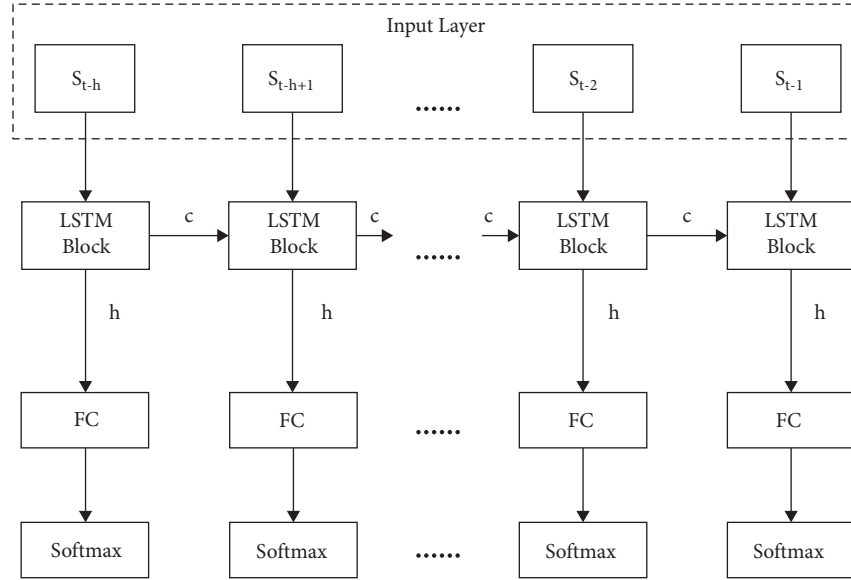 Input Layer
S_{t-h} S_{t-h+1} ...... S_{t-2} S_{t-1}
c c c c
LSTM Block LSTM Block ...... LSTM Block LSTM Block
h h h h
FC FC ...... FC FC
Softmax Softmax ...... Softmax Softmax